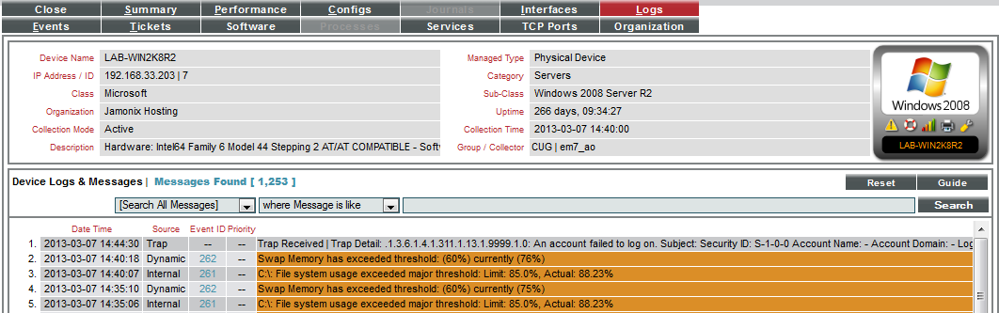 Close Summary Performance Configs Journals Interfaces Logs
Events Tickets Software Processes Services TCP Ports Organization
Device Name LAB-WIN2K8R2 Managed Type Physical Device
IP Address / ID 192.168.33.203 | 7 Category Servers
Class Microsoft Sub-Class Windows 2008 Server R2
Organization Jamonix Hosting Uptime 266 days, 09:34:27
Collection Mode Active Collection Time 2013-03-07 14:40:00
Description Hardware: Intel64 Family 6 Model 44 Stepping 2 AT/AT COMPATIBLE - Soft Group / Collector CUG | em7_ao
Windows 2008
LAB-WIN2K8R2
Device Logs & Messages | Messages Found [ 1,253 ] Reset Guide
[Search All Messages] where Message is like Search
Date Time Source Event ID Priority
1. 2013-03-07 14:44:30 Trap -- -- Trap Received | Trap Detail: .1.3.6.1.4.1.311.1.13.1.9999.1.0: An account failed to log on. Subject: Security ID: S-1-0-0 Account Name: - Account Domain: - Log
2. 2013-03-07 14:40:18 Dynamic 262 -- Swap Memory has exceeded threshold: (60%) currently (76%)
3. 2013-03-07 14:40:07 Internal 261 -- C:\: File system usage exceeded major threshold: Limit: 85.0%, Actual: 88.23%
4. 2013-03-07 14:35:10 Dynamic 262 -- Swap Memory has exceeded threshold: (60%) currently (75%)
5. 2013-03-07 14:35:06 Internal 261 -- C:\: File system usage exceeded major threshold: Limit: 85.0%, Actual: 88.23%